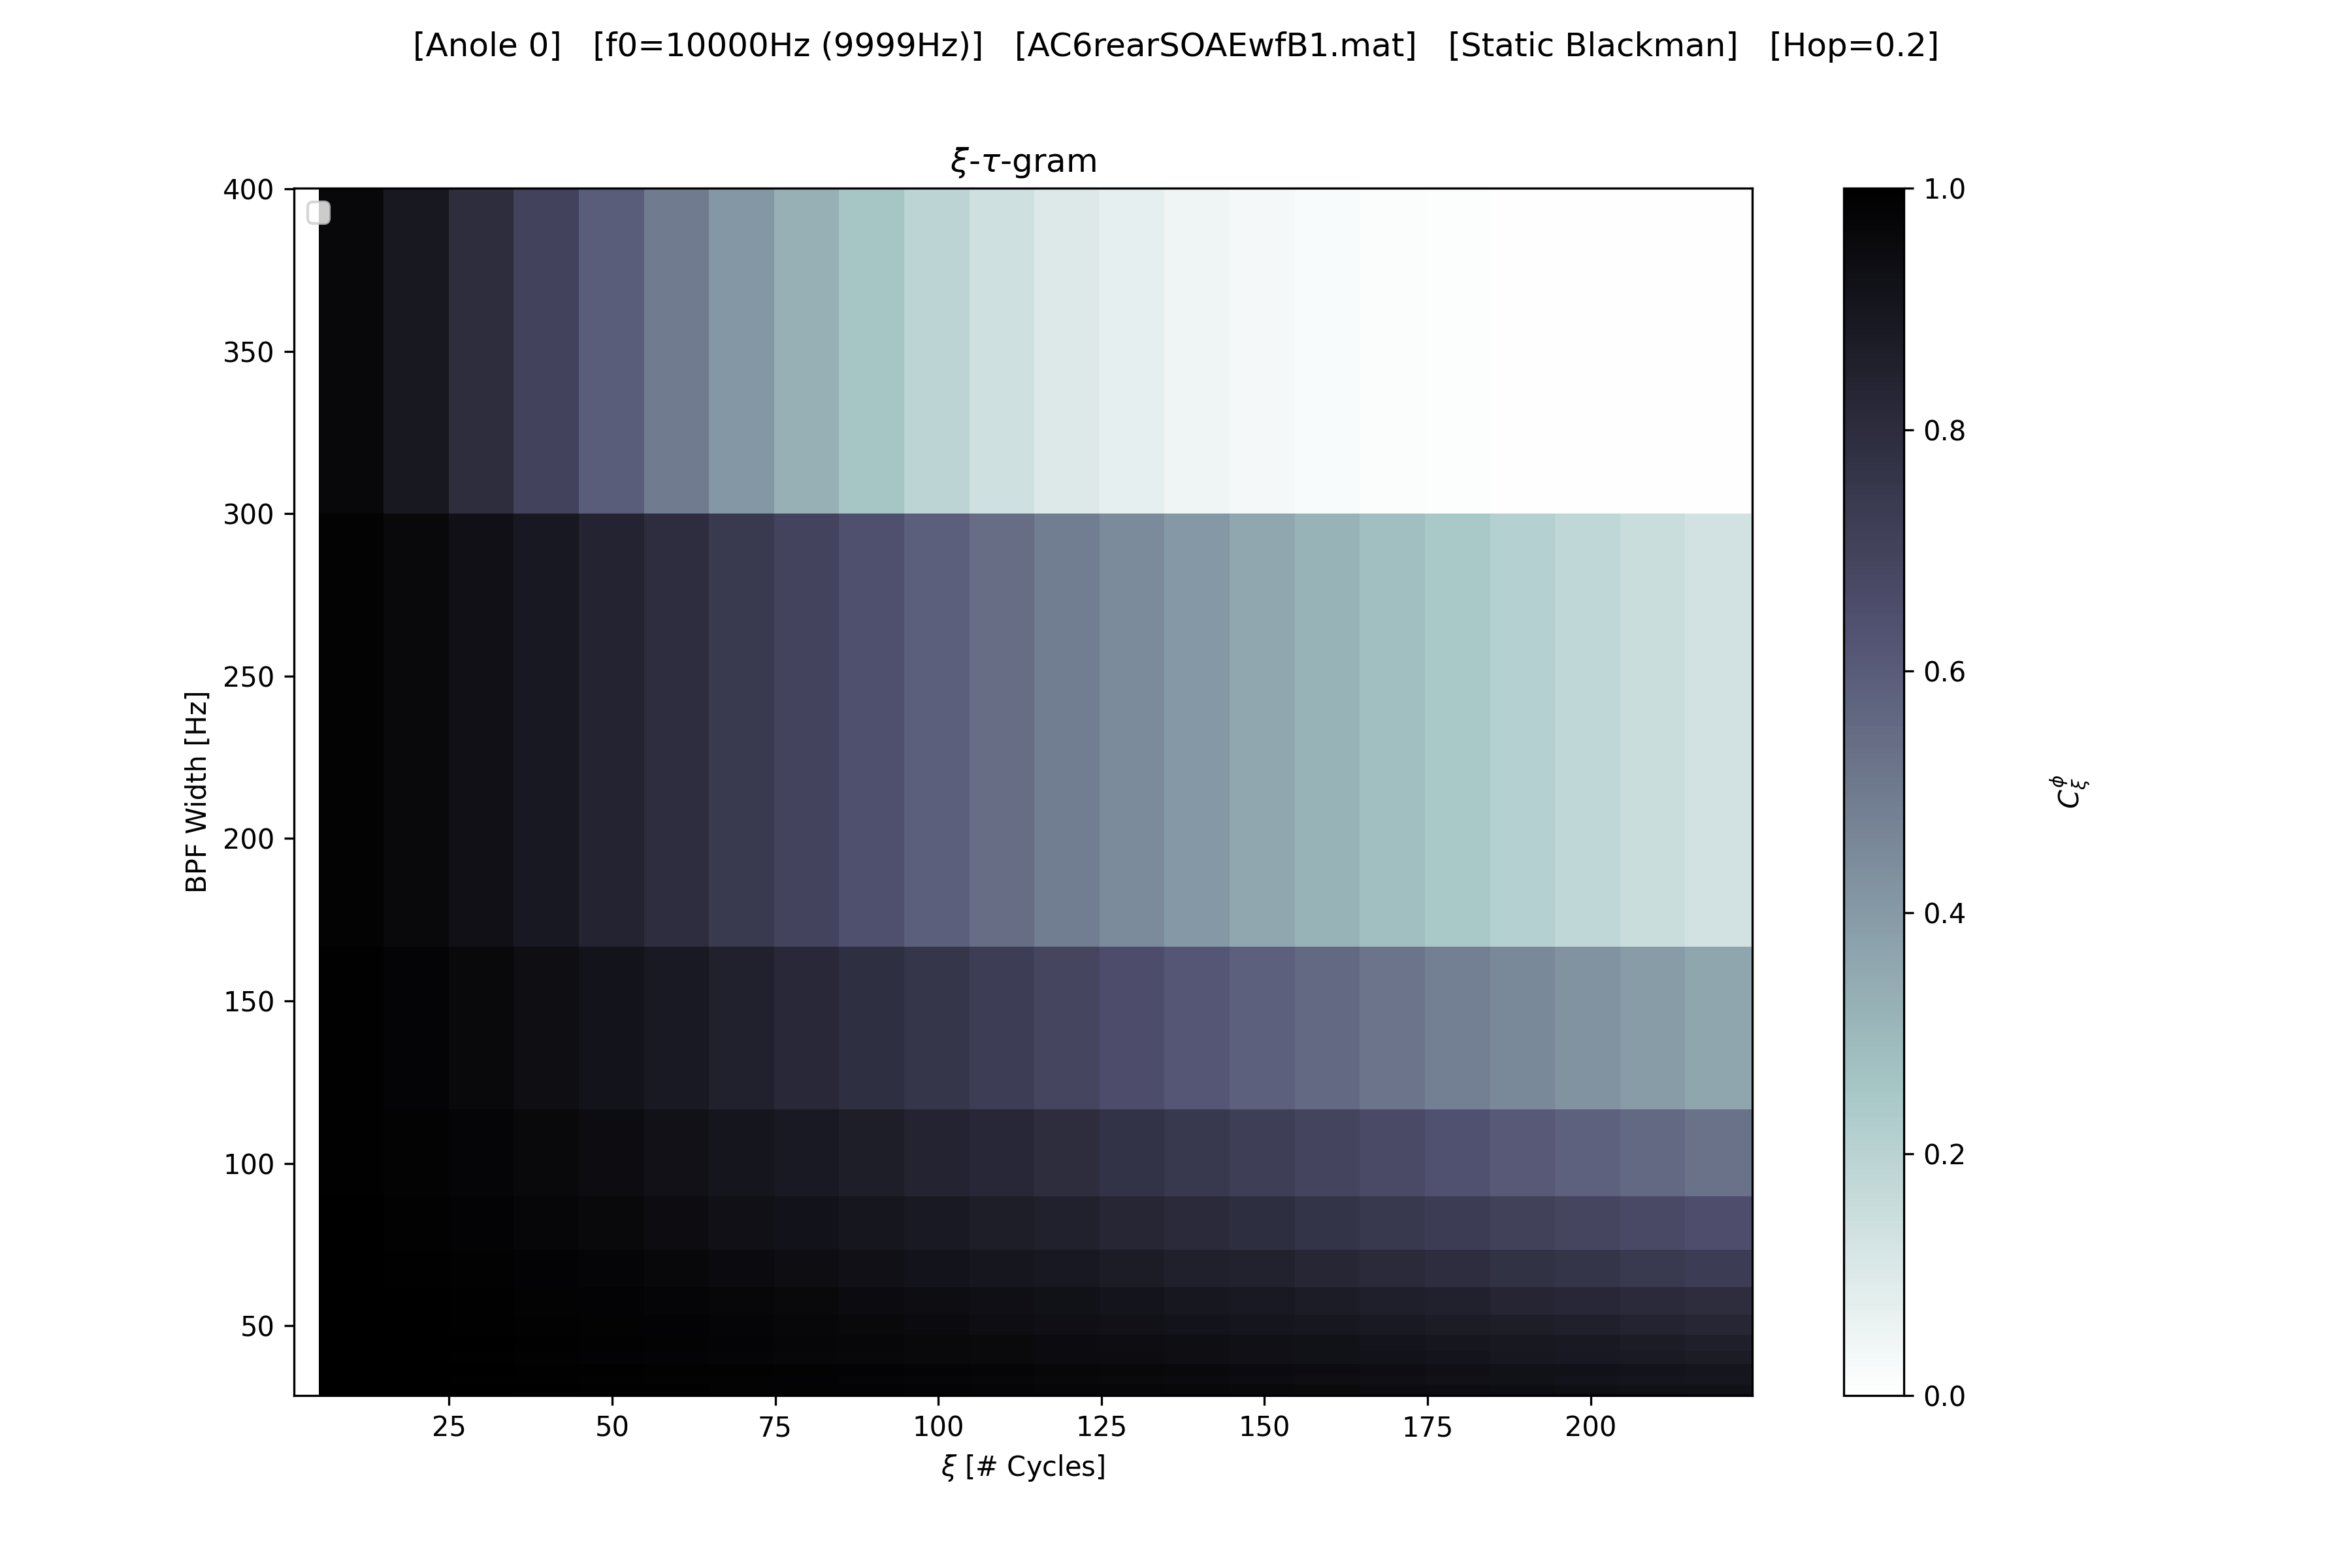 [Anole 0]   [f0=10000Hz (9999Hz)]   [AC6rearSOAEwfB1.mat]   [Static Blackman]   [Hop=0.2]
ξ-τ-gram
400
350
300
250
200
150
100
50
BPF Width [Hz]
25 50 75 100 125 150 175 200
ξ [# Cycles]
1.0
0.8
0.6
0.4
0.2
0.0
C_ξ^ϕ